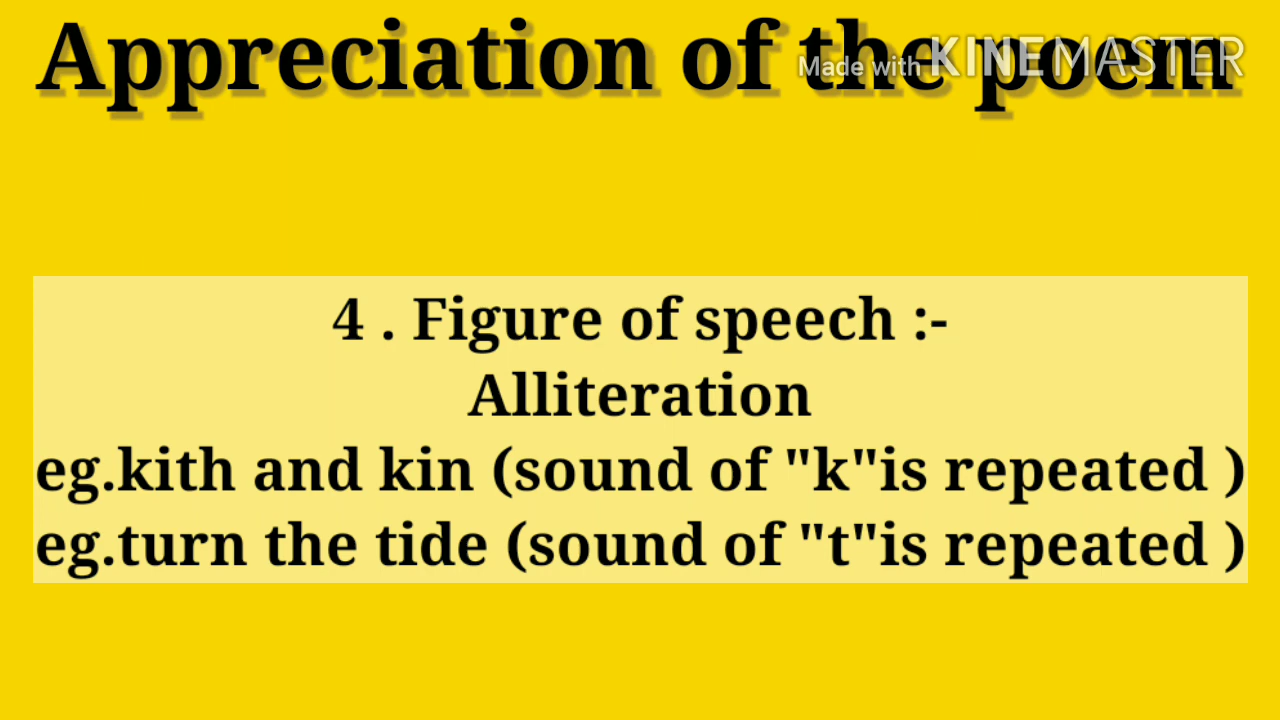 Appreciation of the poem
Made with KINEMASTER
4 . Figure of speech :-
Alliteration
eg.kith and kin (sound of "k"is repeated )
eg.turn the tide (sound of "t"is repeated )